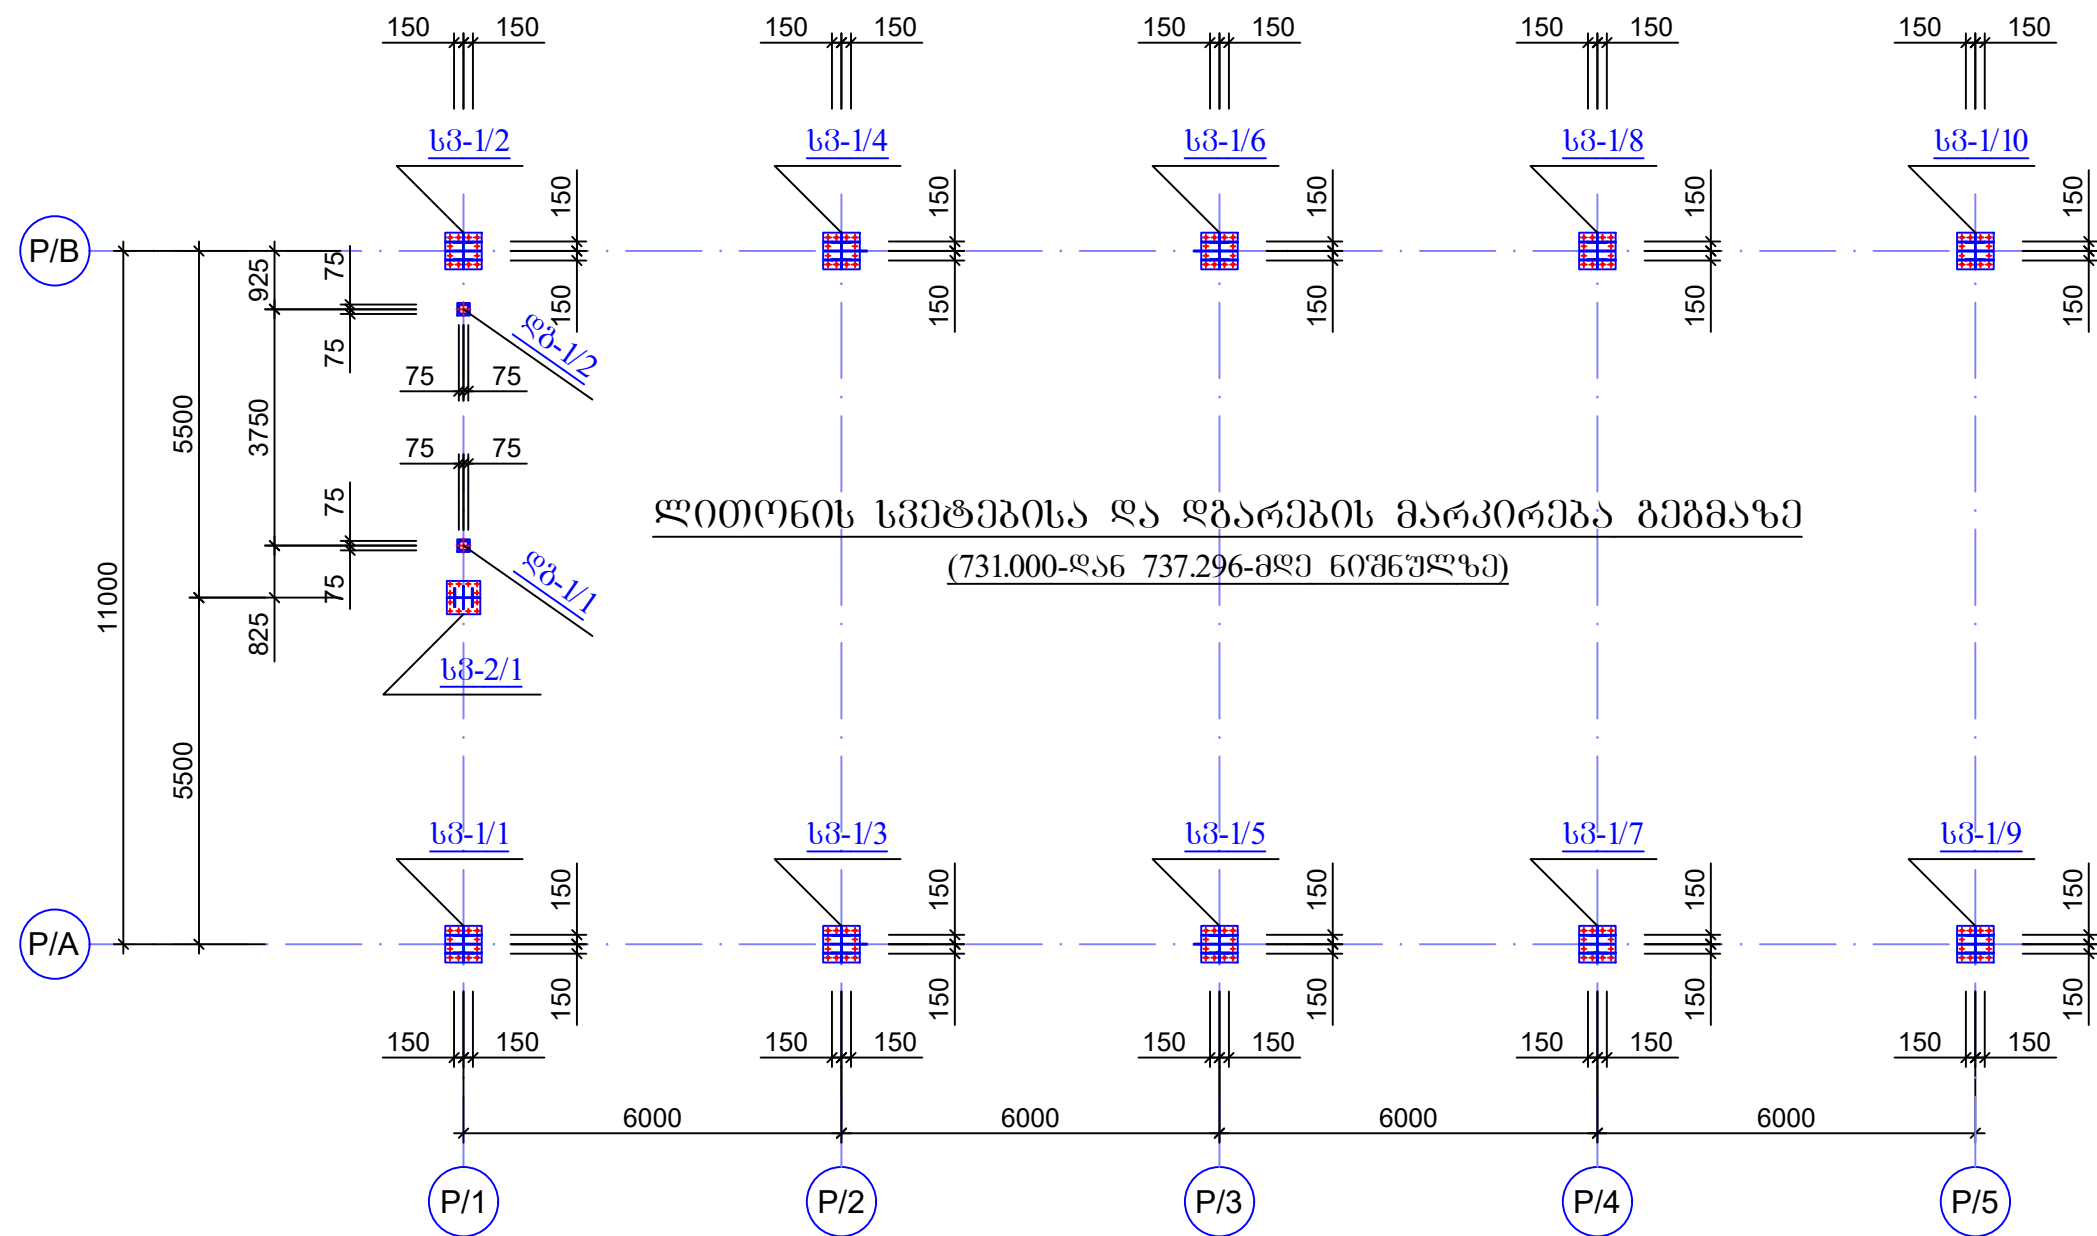 150 150 150 150 150 150 150 150 150 150
სვ-1/2 სვ-1/4 სვ-1/6 სვ-1/8 სვ-1/10
150 150 150 150 150
P/B
925 75
150 150 150 150 150
დგ-1/2
75
75 75
5500 3750
75 75
75
ლითონის სვეტებისა და დგარების მარკირება გეგმაზე
(731.000-დან 737.296-მდე ნიშნულზე)
დგ-1/1
75
11000
825
სვ-2/1
5500
სვ-1/1 სვ-1/3 სვ-1/5 სვ-1/7 სვ-1/9
150 150 150 150 150
P/A
150 150 150 150 150
150 150 150 150 150 150 150 150 150 150
6000 6000 6000 6000
P/1 P/2 P/3 P/4 P/5